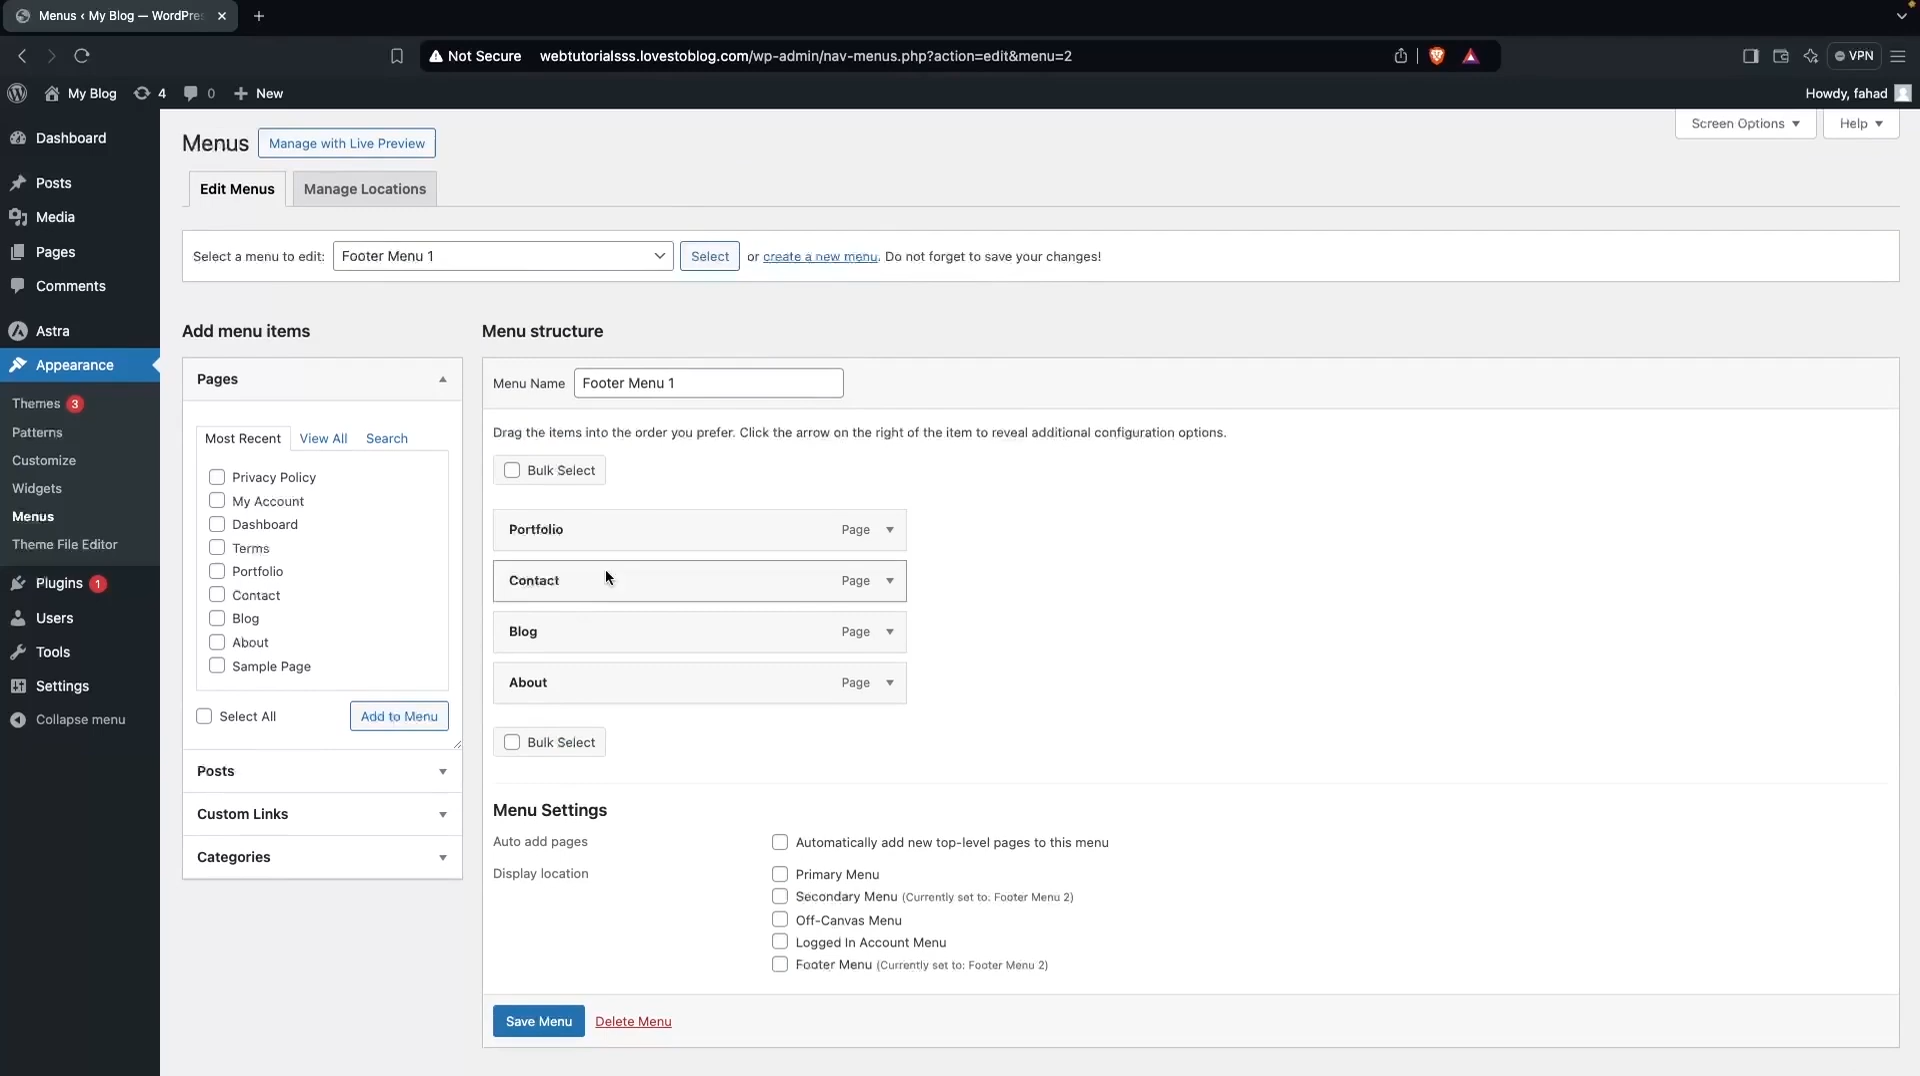 Menus ‹ My Blog — WordPres
Not Secure webtutorialsss.lovestoblog.com/wp-admin/nav-menus.php?action=edit&menu=2
VPN
My Blog 4 0 New
Howdy, fahad
Dashboard
Posts
Media
Pages
Comments
Astra
Appearance
Themes 3
Patterns
Customize
Widgets
Menus
Theme File Editor
Plugins 1
Users
Tools
Settings
Collapse menu
Screen Options
Help
Menus
Manage with Live Preview
Edit Menus
Manage Locations
Select a menu to edit: Footer Menu 1 Select or create a new menu. Do not forget to save your changes!
Add menu items
Pages
Most Recent View All Search
Privacy Policy
My Account
Dashboard
Terms
Portfolio
Contact
Blog
About
Sample Page
Select All Add to Menu
Posts
Custom Links
Categories
Menu structure
Menu Name Footer Menu 1
Drag the items into the order you prefer. Click the arrow on the right of the item to reveal additional configuration options.
Bulk Select
Portfolio Page
Contact Page
Blog Page
About Page
Bulk Select
Menu Settings
Auto add pages Automatically add new top-level pages to this menu
Display location Primary Menu
Secondary Menu (Currently set to: Footer Menu 2)
Off-Canvas Menu
Logged In Account Menu
Footer Menu (Currently set to: Footer Menu 2)
Save Menu Delete Menu